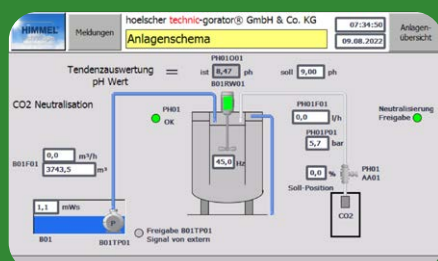 HIMMEL
Meldungen
hoelscher technic-gorator® GmbH & Co. KG
Anlagenschema
07:34:50
09.08.2022
Anlagen-
übersicht
Tendenzauswertung
pH Wert
=
PH01O01
ist 8,47 ph
soll 9,00 ph
B01RW01
CO2 Neutralisation
PH01
OK
PH01F01
0,0 l/h
Neutralisierung
Freigabe
PH01P01
5,7 bar
B01F01
0,0 m³/h
3743,5 m³
45,0 Hz
0,0 %
PH01
AA01
Soll-Position
CO2
1,1 mWs
P
B01
B01TP01
Freigabe B01TP01
Signal von extern